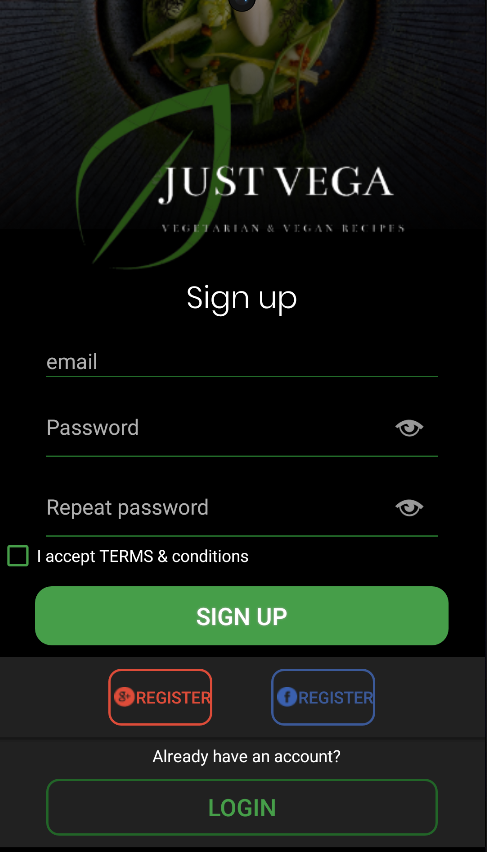 JUST VEGA
VEGETARIAN & VEGAN RECIPES
Sign up
email
Password
Repeat password
I accept TERMS & conditions
SIGN UP
g+ REGISTER
f REGISTER
Already have an account?
LOGIN